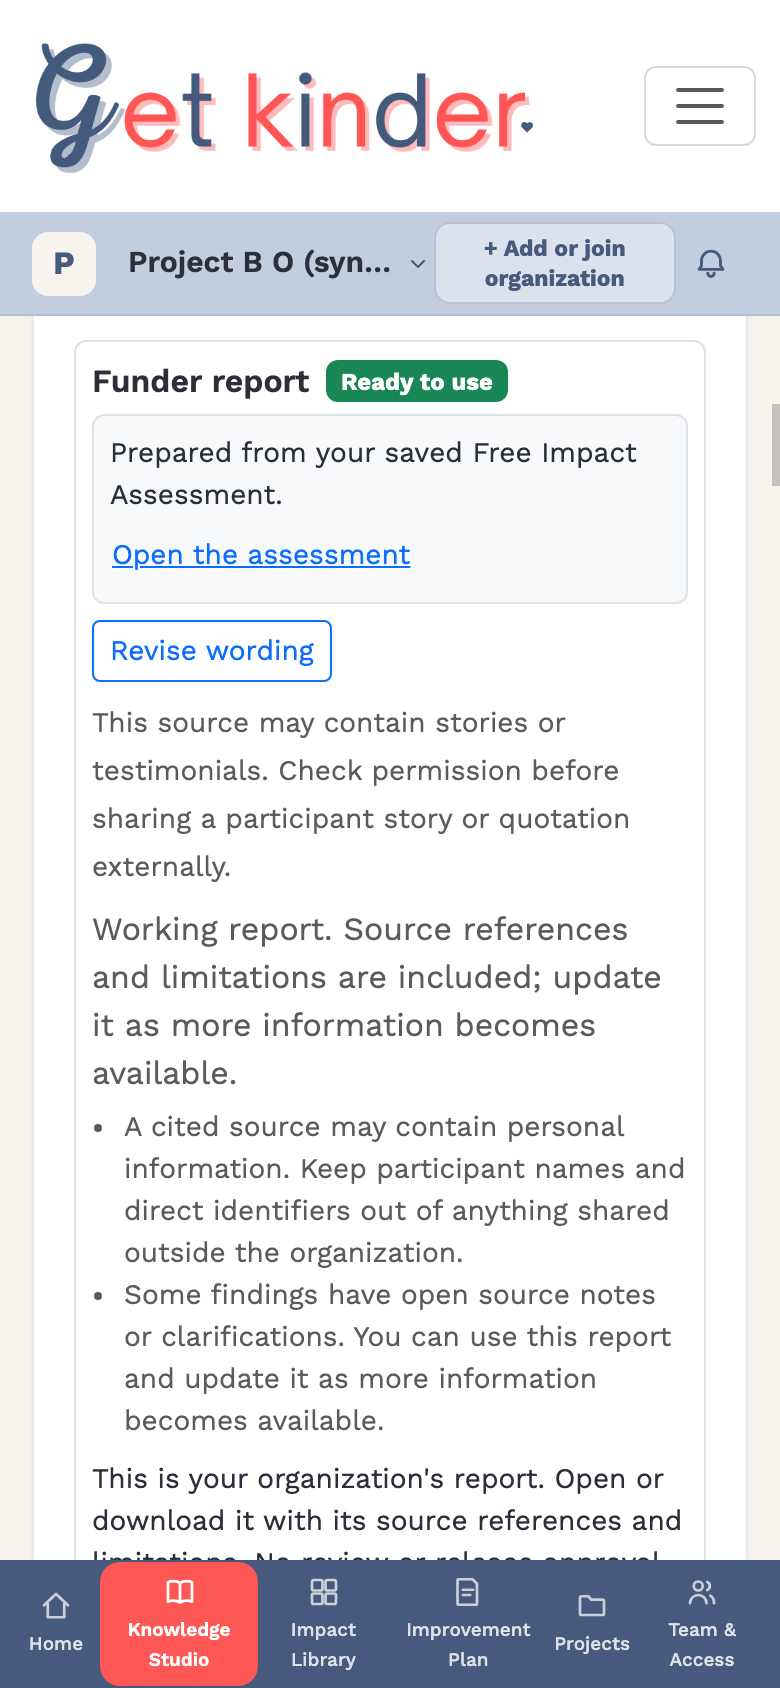 Get kinder
P
Project B O (syn...
+ Add or join
organization
Funder report
Ready to use
Prepared from your saved Free Impact
Assessment.
Open the assessment
Revise wording
This source may contain stories or
testimonials. Check permission before
sharing a participant story or quotation
externally.
Working report. Source references
and limitations are included; update
it as more information becomes
available.
• A cited source may contain personal
information. Keep participant names and
direct identifiers out of anything shared
outside the organization.
• Some findings have open source notes
or clarifications. You can use this report
and update it as more information
becomes available.
This is your organization's report. Open or
download it with its source references and
limitations. No review or release approval
Home
Knowledge
Studio
Impact
Library
Improvement
Plan
Projects
Team &
Access